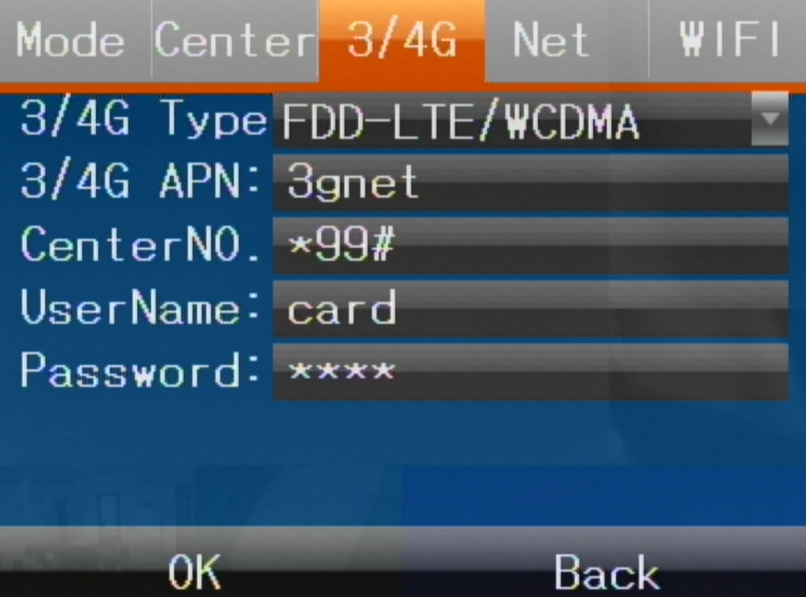 Mode Center 3/4G Net WIFI
3/4G Type FDD-LTE/WCDMA
3/4G APN: 3gnet
CenterNO. *99#
UserName: card
Password: ****
OK Back